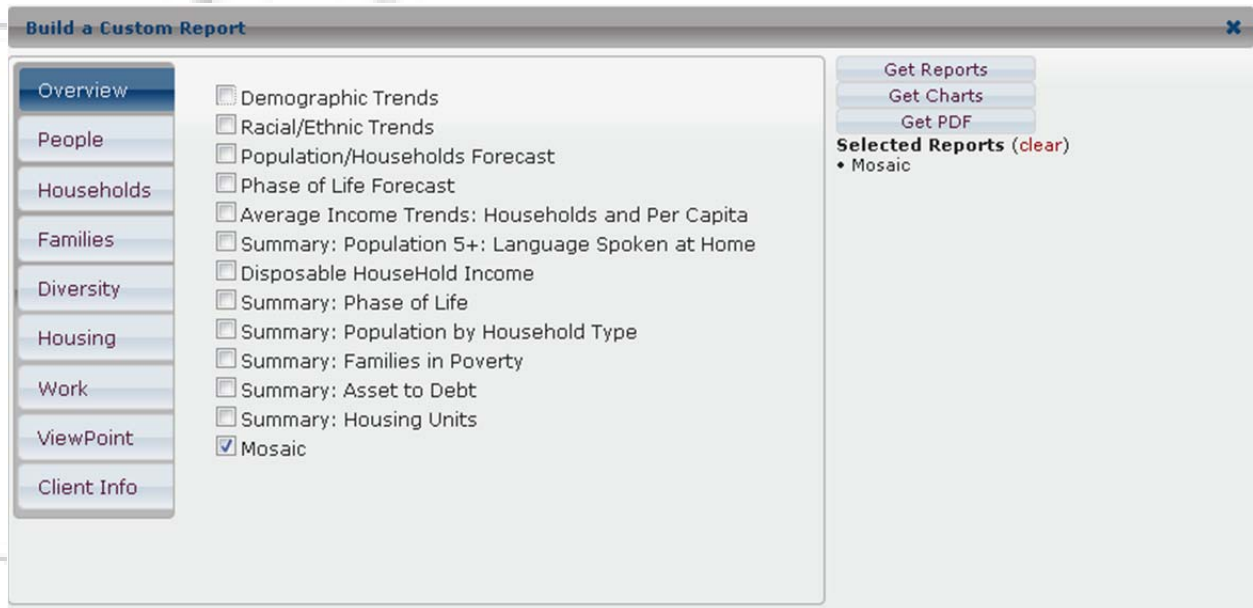 Build a Custom Report
Overview
People
Households
Families
Diversity
Housing
Work
ViewPoint
Client Info
Demographic Trends
Racial/Ethnic Trends
Population/Households Forecast
Phase of Life Forecast
Average Income Trends: Households and Per Capita
Summary: Population 5+: Language Spoken at Home
Disposable HouseHold Income
Summary: Phase of Life
Summary: Population by Household Type
Summary: Families in Poverty
Summary: Asset to Debt
Summary: Housing Units
Mosaic
Get Reports
Get Charts
Get PDF
Selected Reports (clear)
• Mosaic